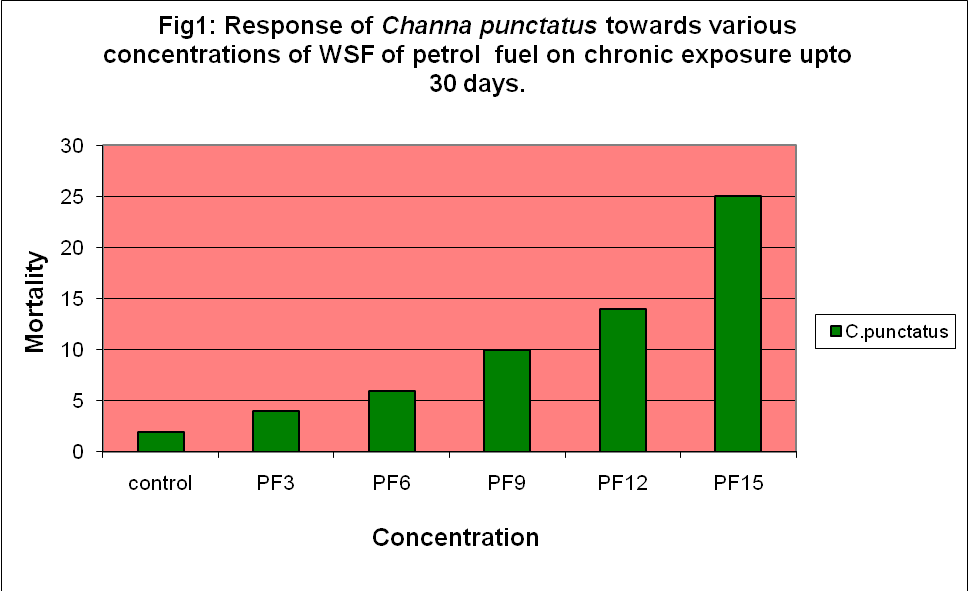 Fig1: Response of Channa punctatus towards various
concentrations of WSF of petrol fuel on chronic exposure upto
30 days.
30
25
20
15
10
5
0
Mortality
control PF3 PF6 PF9 PF12 PF15
Concentration
C.punctatus